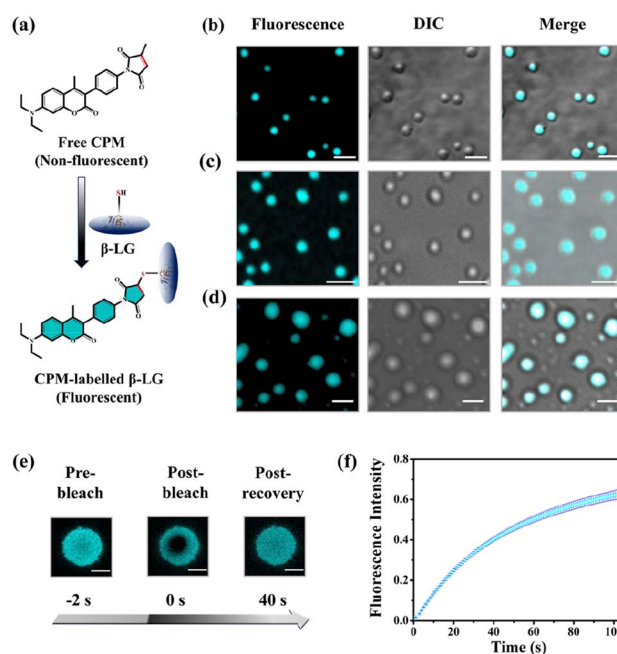 (a)
O
N
O
N
O
O
Free CPM
(Non-fluorescent)
SH
β-LG
S
O
N
O
N
O
O
CPM-labelled β-LG
(Fluorescent)
(b) Fluorescence DIC Merge
(c)
(d)
(e)
Pre-
bleach
Post-
bleach
Post-
recovery
-2 s 0 s 40 s
(f)
Fluorescence Intensity
0.8
0.6
0.4
0.2
0.0
0 20 40 60 80
Time (s)